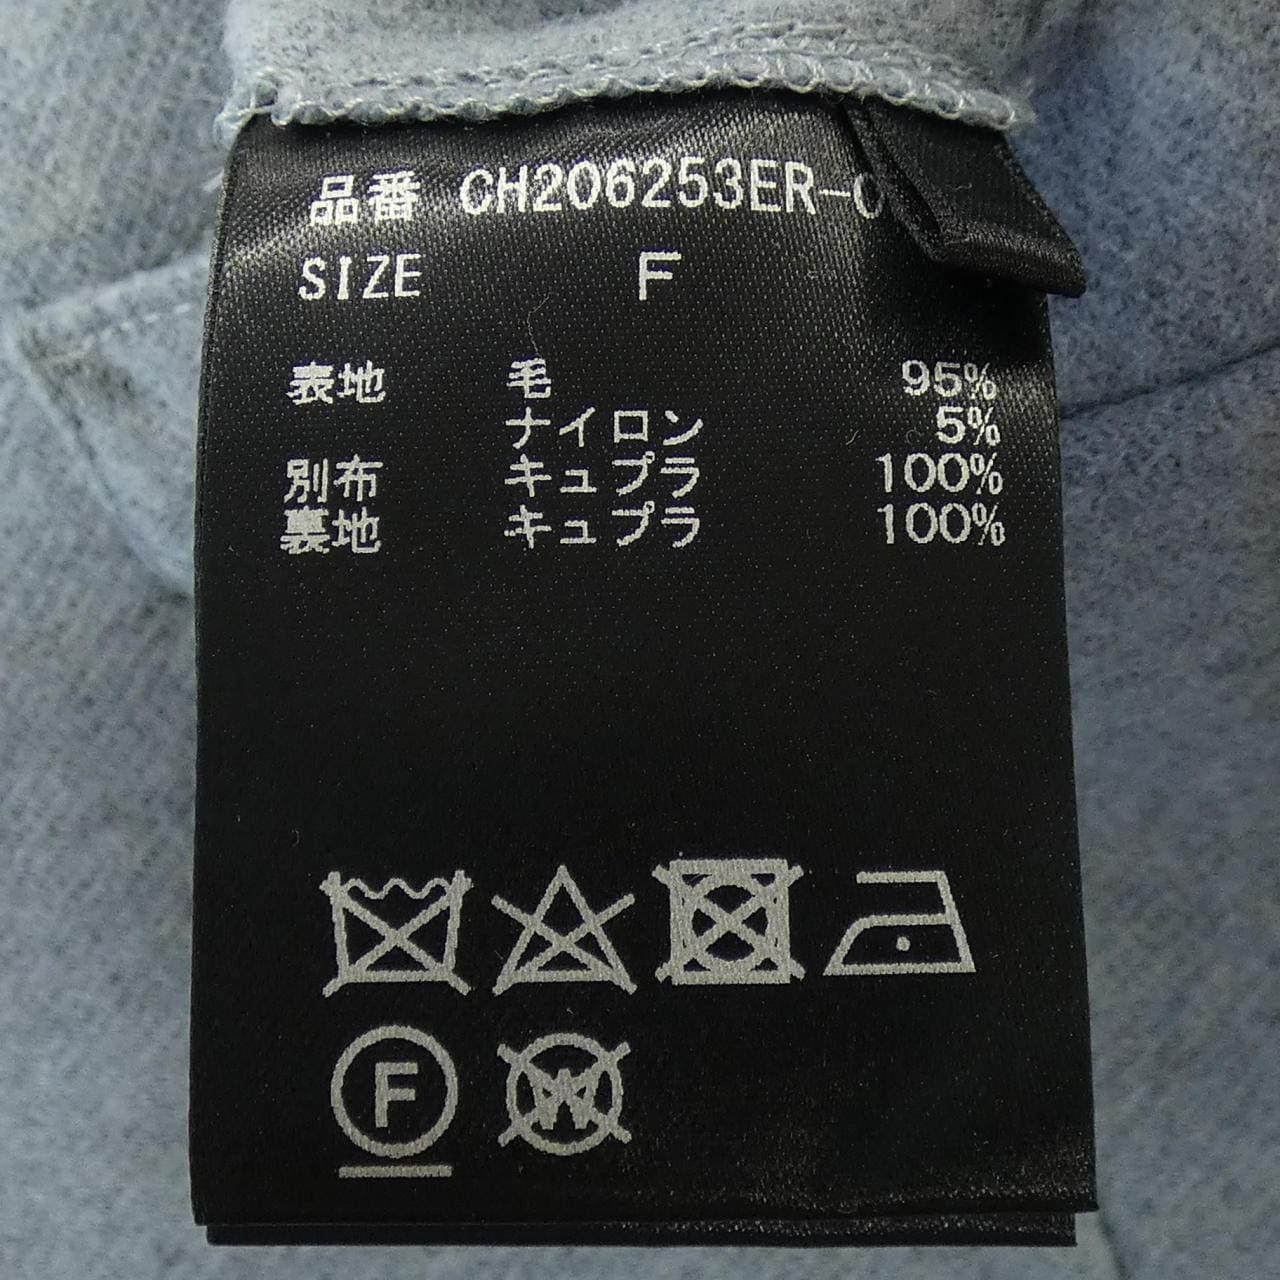 品番 CH206253ER-0
SIZE F
表地 毛 95%
ナイロン 5%
別布 キュプラ 100%
裏地 キュプラ 100%
F
W